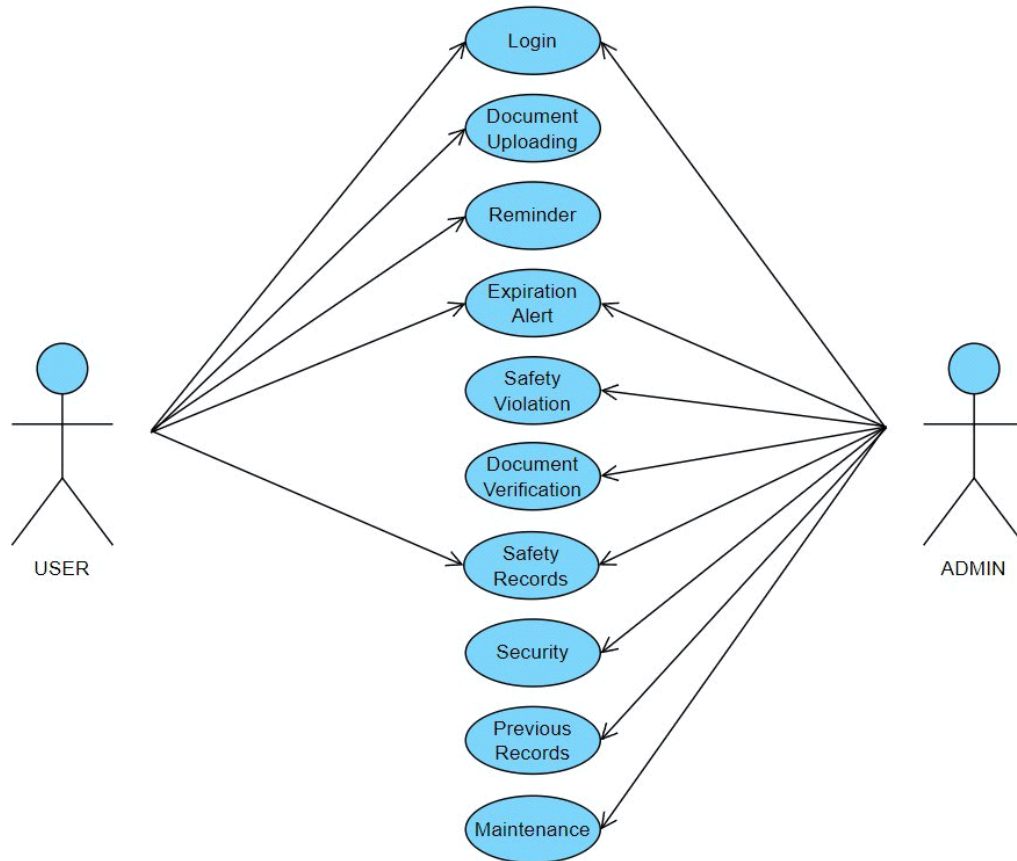 Login
Document
Uploading
Reminder
Expiration
Alert
Safety
Violation
Document
Verification
USER
ADMIN
Safety
Records
Security
Previous
Records
Maintenance